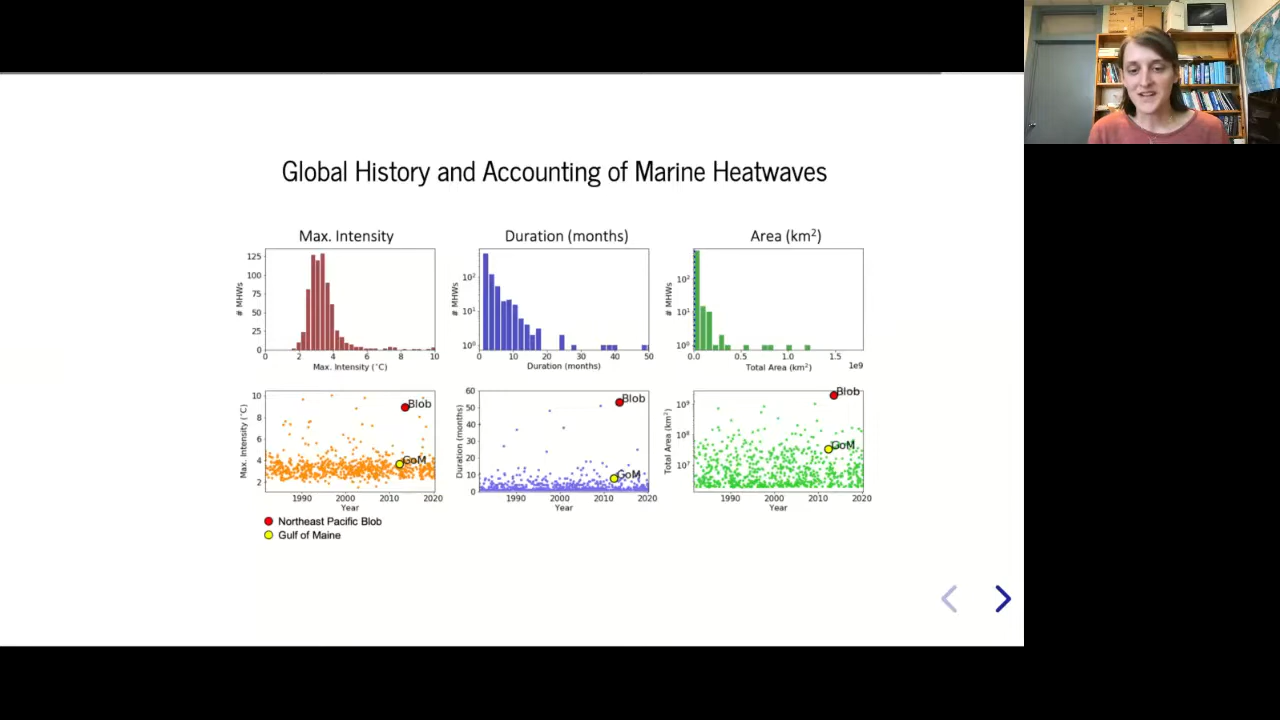 Global History and Accounting of Marine Heatwaves
Max. Intensity
Duration (months)
Area (km²)
# MHWs
125
100
75
50
25
0
0 2 4 6 8 10
Max. Intensity (°C)
# MHWs
10²
10¹
10⁰
0 10 20 30 40 50
Duration (months)
# MHWs
10²
10¹
10⁰
0.0 0.5 1.0 1.5
1e9
Total Area (km²)
Max. Intensity (°C)
10
8
6
4
2
Blob
GoM
1990 2000 2010 2020
Year
Duration (months)
60
50
40
30
20
10
0
Blob
GoM
1990 2000 2010 2020
Year
Total Area (km²)
10⁹
10⁸
10⁷
Blob
GoM
1990 2000 2010 2020
Year
Northeast Pacific Blob
Gulf of Maine